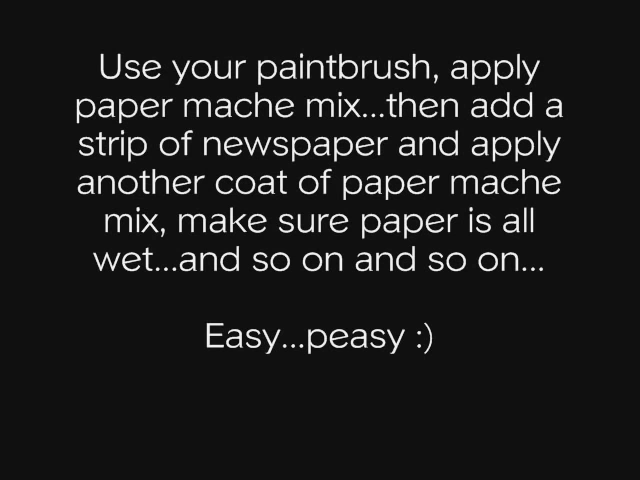 Use your paintbrush, apply
paper mache mix...then add a
strip of newspaper and apply
another coat of paper mache
mix, make sure paper is all
wet...and so on and so on...
Easy...peasy :)